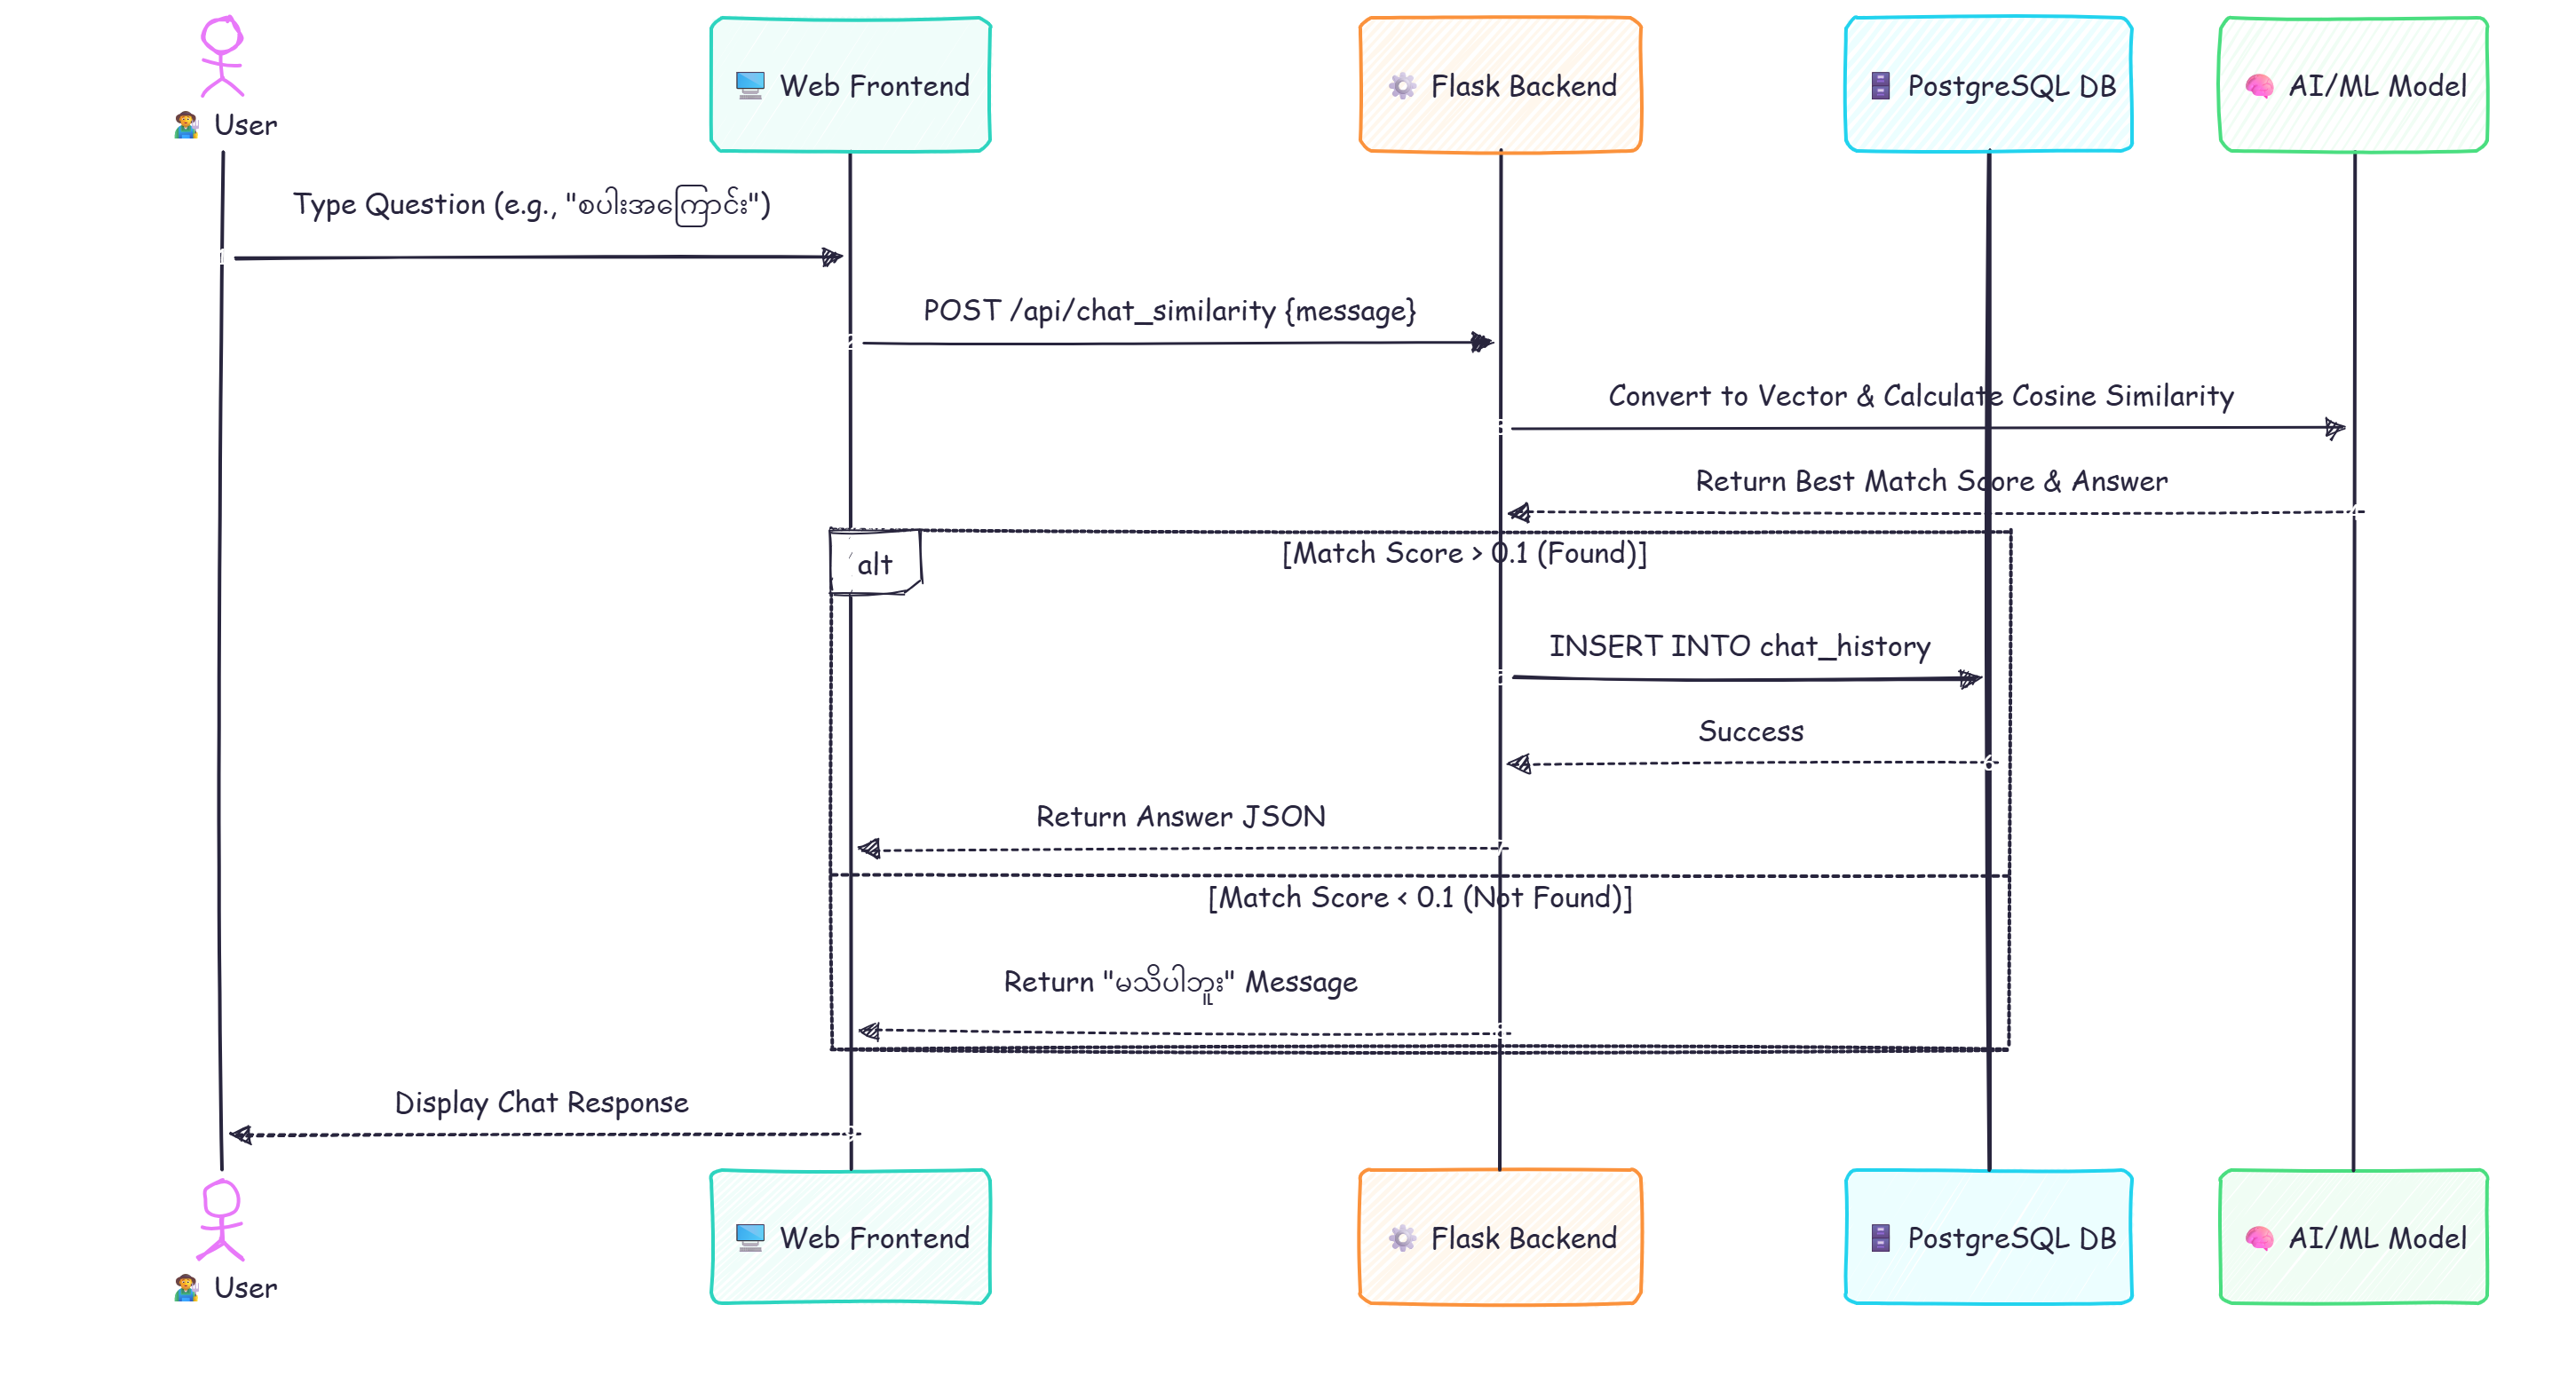 User
Web Frontend
Flask Backend
PostgreSQL DB
AI/ML Model
Type Question (e.g., "စပါးအကြောင်း")
POST /api/chat_similarity {message}
Convert to Vector & Calculate Cosine Similarity
Return Best Match Score & Answer
alt
[Match Score > 0.1 (Found)]
INSERT INTO chat_history
Success
6
Return Answer JSON
[Match Score < 0.1 (Not Found)]
Return "မသိပါဘူး" Message
Display Chat Response
User
Web Frontend
Flask Backend
PostgreSQL DB
AI/ML Model